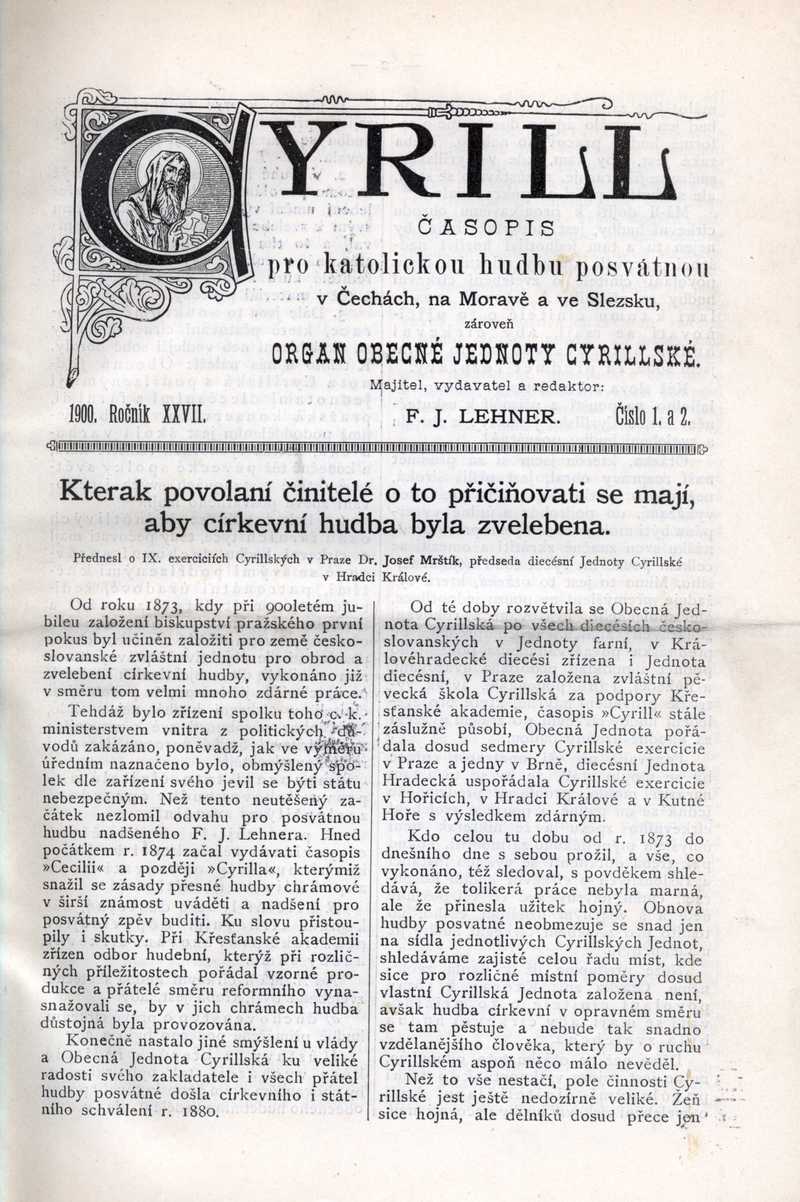 CYRILL
ČASOPIS
pro katolickou hudbu posvátnou
v Čechách, na Moravě a ve Slezsku,
zároveň
ORGAN OBECNÉ JEDNOTY CYRILLSKÉ.
Majitel, vydavatel a redaktor:
1900. Ročník XXVII. F. J. LEHNER. Číslo 1. a 2.
Kterak povolaní činitelé o to přičiňovati se mají,
aby církevní hudba byla zvelebena.
Přednesl o IX. exerciciích Cyrillských v Praze Dr. Josef Mrštík, předseda diecésní Jednoty Cyrillské
v Hradci Králové.
Od roku 1873, kdy při 900letém ju-
bileu založení biskupství pražského první
pokus byl učiněn založiti pro země česko-
slovanské zvláštní jednotu pro obrod a
zvelebení církevní hudby, vykonáno již
v směru tom velmi mnoho zdárné práce.
Tehdáž bylo zřízení spolku toho c. k.
ministerstvem vnitra z politických dů-
vodů zakázáno, poněvadž, jak ve výměru
úředním naznačeno bylo, obmýšlený spo-
lek dle zařízení svého jevil se býti státu
nebezpečným. Než tento neutěšený za-
čátek nezlomil odvahu pro posvátnou
hudbu nadšeného F. J. Lehnera. Hned
počátkem r. 1874 začal vydávati časopis
»Cecilii« a později »Cyrilla«, kterýmiž
snažil se zásady přesné hudby chrámové
v širší známost uváděti a nadšení pro
posvátný zpěv buditi. Ku slovu přistou-
pily i skutky. Při Křesťanské akademii
zřízen odbor hudební, kterýž při rozlič-
ných příležitostech pořádal vzorné pro-
dukce a přátelé směru reformního vyna-
snažovali se, by v jich chrámech hudba
důstojná byla provozována.
Konečně nastalo jiné smýšlení u vlády
a Obecná Jednota Cyrillská ku veliké
radosti svého zakladatele i všech přátel
hudby posvátné došla církevního i stát-
ního schválení r. 1880.
Od té doby rozvětvila se Obecná Jed-
nota Cyrillská po všech diecésích česko-
slovanských v Jednoty farní, v Krá-
lovéhradecké diecési zřízena i Jednota
diecésní, v Praze založena zvláštní pě-
vecká škola Cyrillská za podpory Kře-
sťanské akademie, časopis »Cyrill« stále
záslužně působí, Obecná Jednota pořá-
dala dosud sedmery Cyrillské exercicie
v Praze a jedny v Brně, diecésní Jednota
Hradecká uspořádala Cyrillské exercicie
v Hořicích, v Hradci Králové a v Kutné
Hoře s výsledkem zdárným.
Kdo celou tu dobu od r. 1873 do
dnešního dne s sebou prožil, a vše, co
vykonáno, též sledoval, s povděkem shle-
dává, že tolikerá práce nebyla marná,
ale že přinesla užitek hojný. Obnova
hudby posvatné neobmezuje se snad jen
na sídla jednotlivých Cyrillských Jednot,
shledáváme zajisté celou řadu míst, kde
sice pro rozličné místní poměry dosud
vlastní Cyrillská Jednota založena není,
avšak hudba církevní v opravném směru
se tam pěstuje a nebude tak snadno
vzdělanějšího člověka, který by o ruchu
Cyrillském aspoň něco málo nevěděl.
Než to vše nestačí, pole činnosti Cy-
rillské jest ještě nedozírně veliké. Žeň
sice hojná, ale dělníků dosud přece jen